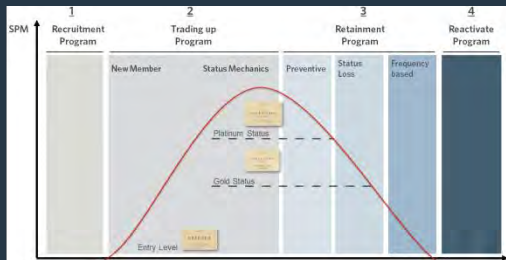 1
2
3
4
SPM
Recruitment
Program
Trading up
Program
Retainment
Program
Reactivate
Program
New Member
Status Mechanics
Preventive
Status
Loss
Frequency
based
Platinum Status
Gold Status
Entry Level